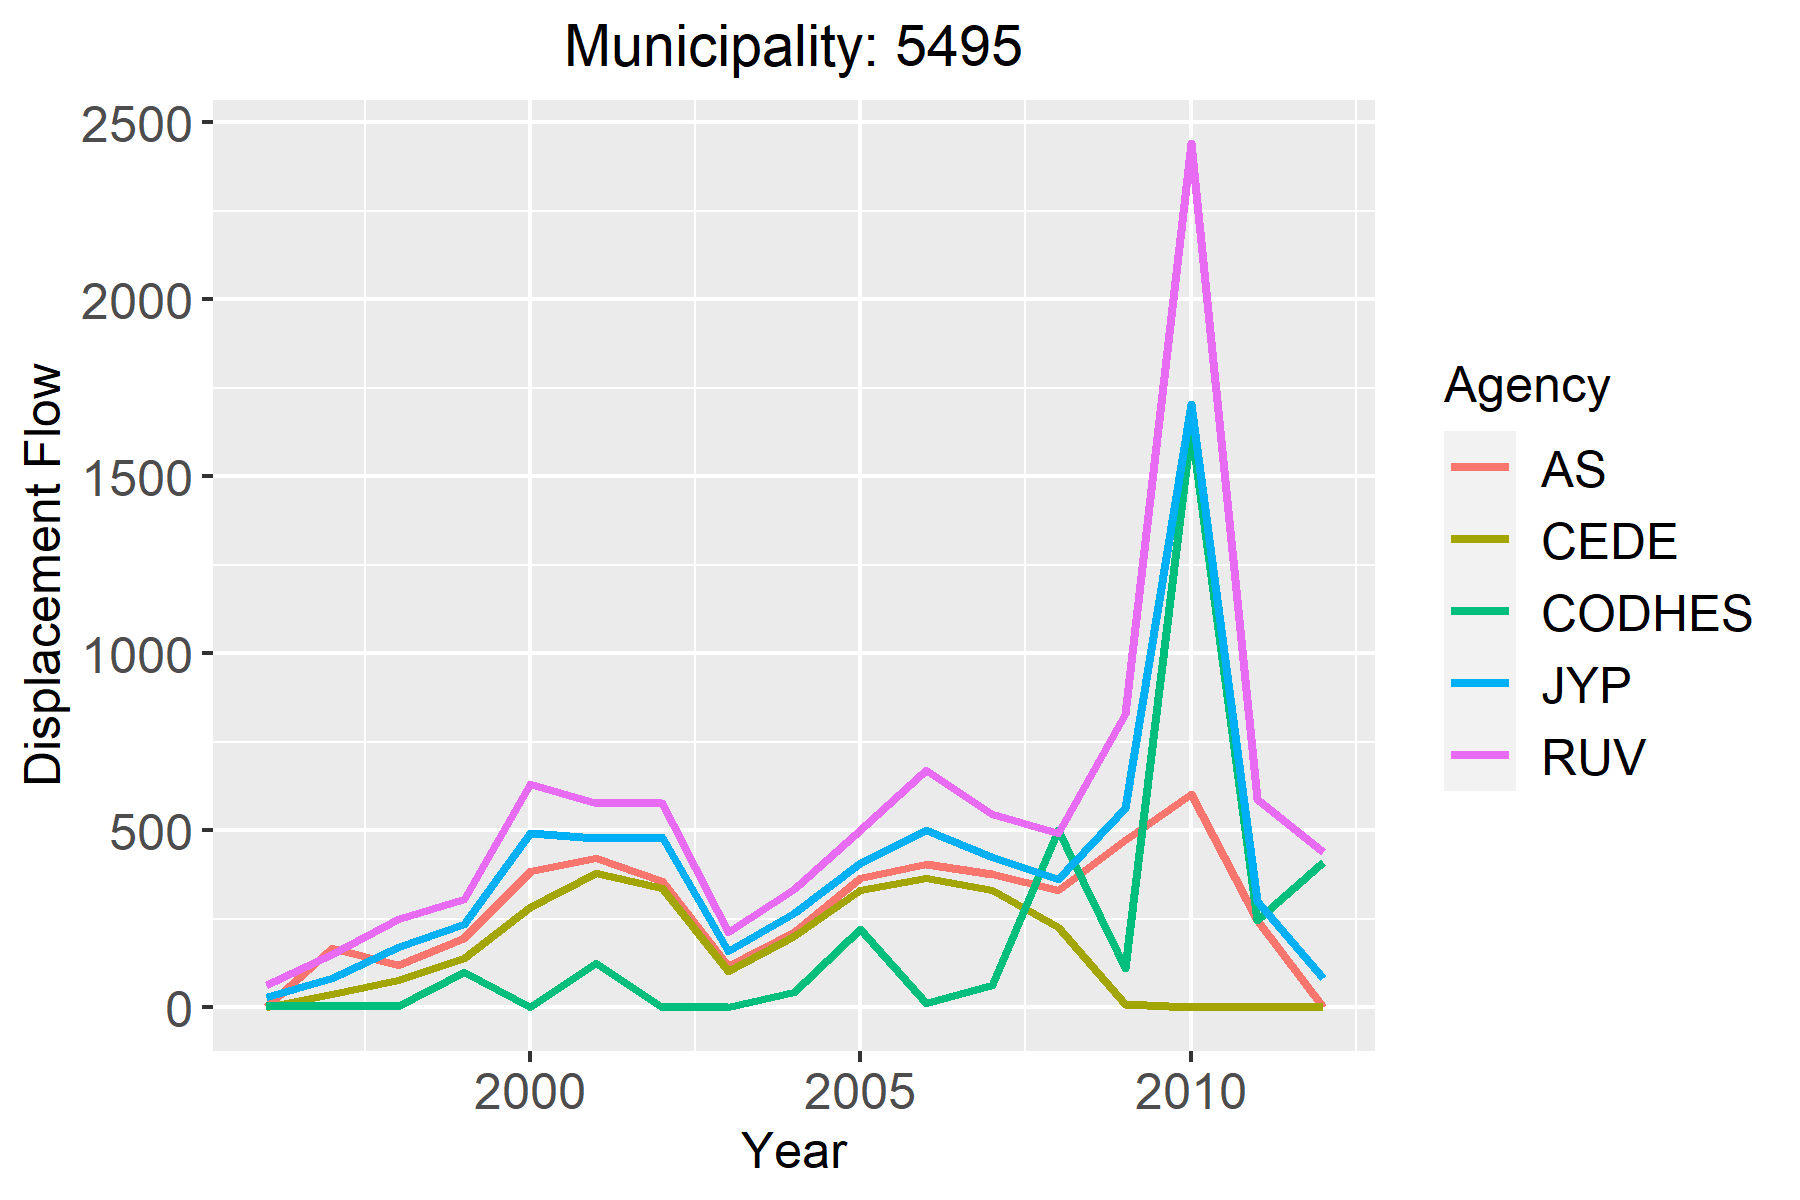 Municipality: 5495
2500
2000
1500
1000
500
0
Displacement Flow
2000 2005 2010
Year
Agency
AS
CEDE
CODHES
JYP
RUV